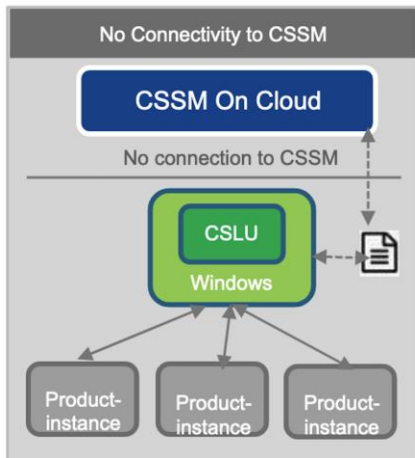 No Connectivity to CSSM
CSSM On Cloud
No connection to CSSM
CSLU
Windows
Product-
instance
Product-
instance
Product-
instance